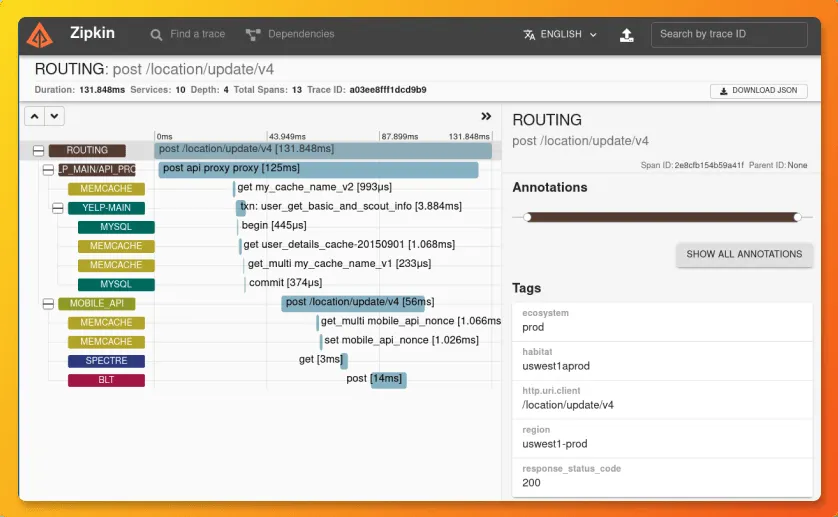 Zipkin
Find a trace
Dependencies
ENGLISH
Search by trace ID
ROUTING: post /location/update/v4
Duration: 131.848ms Services: 10 Depth: 4 Total Spans: 13 Trace ID: a03ee8fff1dcd9b9
DOWNLOAD JSON
0ms 43.949ms 87.899ms 131.848ms
ROUTING post /location/update/v4 [131.848ms]
LP_MAIN/API_PRO post api proxy proxy [125ms]
MEMCACHE get my_cache_name_v2 [993µs]
YELP-MAIN txn: user_get_basic_and_scout_info [3.884ms]
MYSQL begin [445µs]
MEMCACHE get user_details_cache-20150901 [1.068ms]
MEMCACHE get_multi my_cache_name_v1 [233µs]
MYSQL commit [374µs]
MOBILE_API post /location/update/v4 [56ms]
MEMCACHE get_multi mobile_api_nonce [1.066ms
MEMCACHE set mobile_api_nonce [1.026ms]
SPECTRE get [3ms]
BLT post [14ms]
ROUTING
post /location/update/v4
Span ID: 2e8cfb154b59a41f Parent ID: None
Annotations
SHOW ALL ANNOTATIONS
Tags
ecosystem
prod
habitat
uswest1aprod
http.uri.client
/location/update/v4
region
uswest1-prod
response_status_code
200